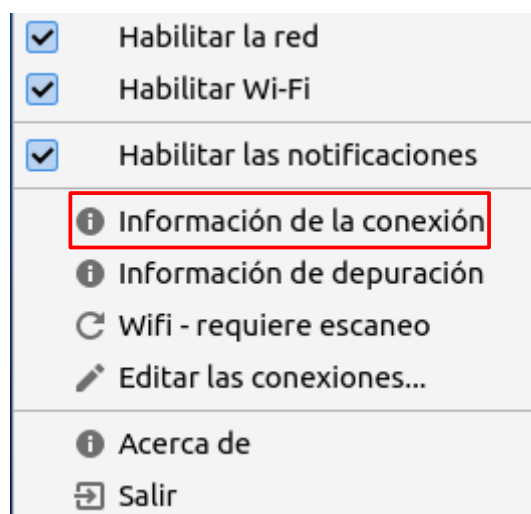 Habilitar la red
Habilitar Wi-Fi
Habilitar las notificaciones
Información de la conexión
Información de depuración
Wifi - requiere escaneo
Editar las conexiones...
Acerca de
Salir